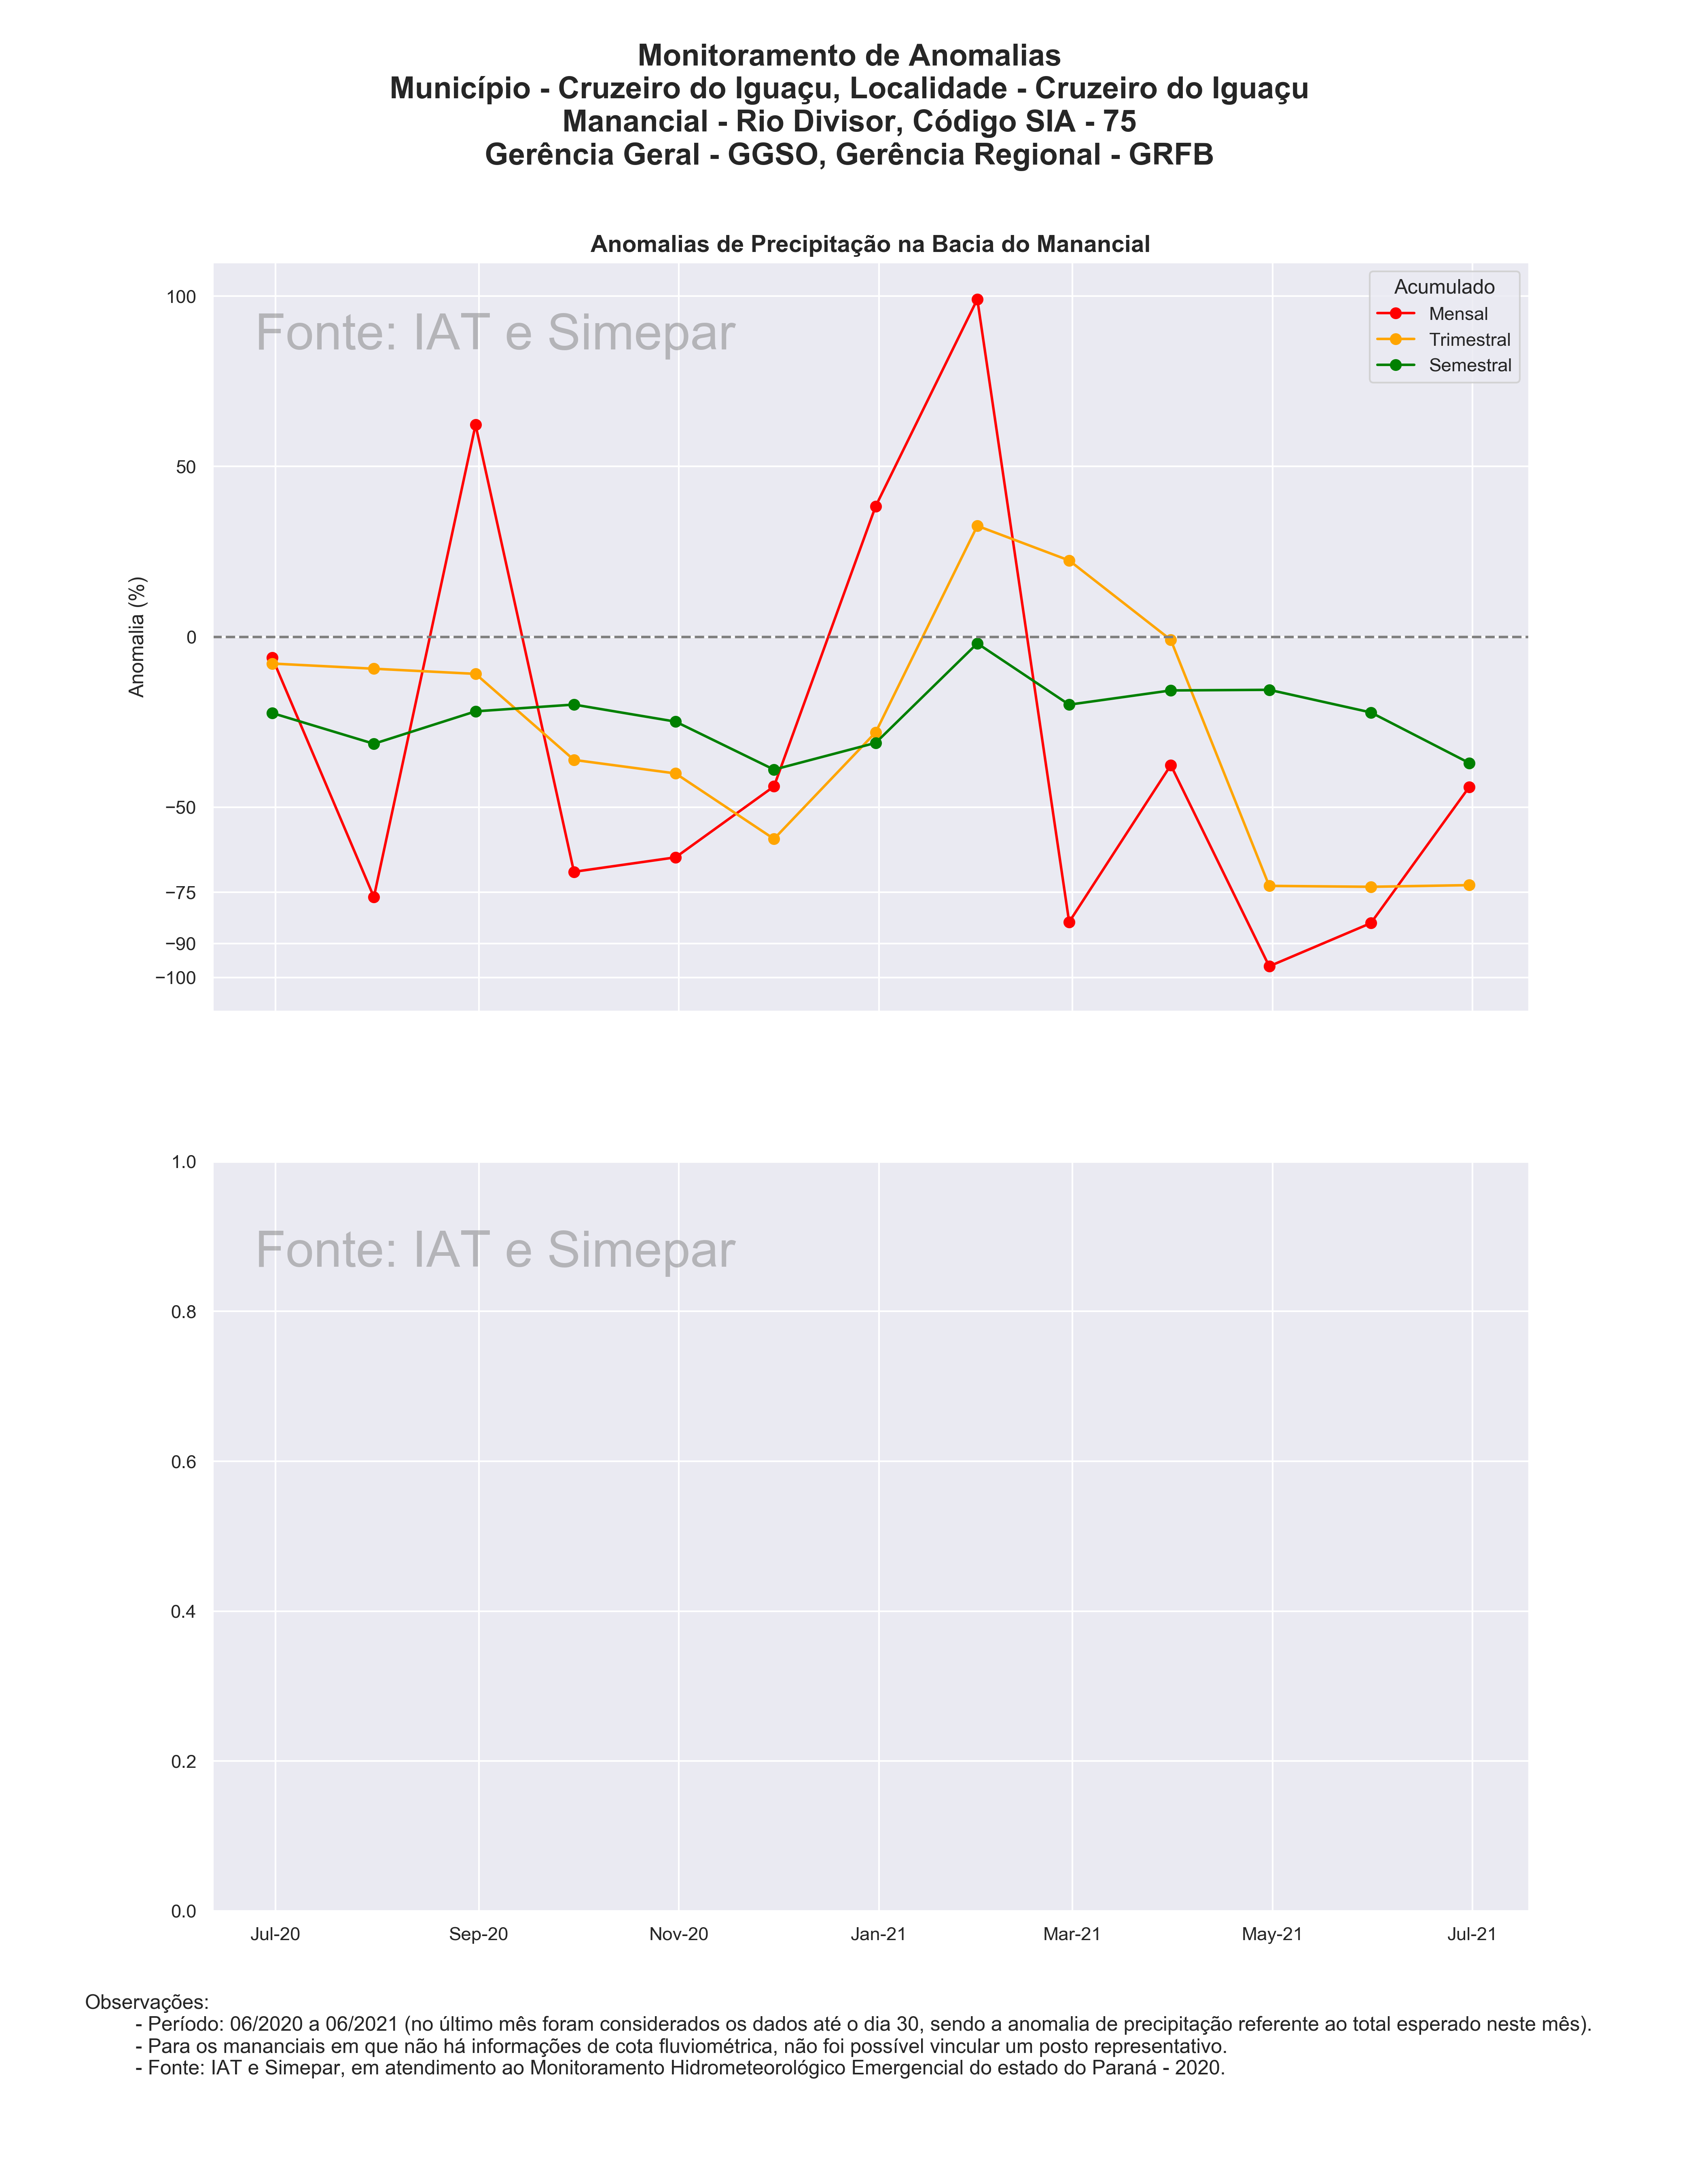 Monitoramento de Anomalias
Município - Cruzeiro do Iguaçu, Localidade - Cruzeiro do Iguaçu
Manancial - Rio Divisor, Código SIA - 75
Gerência Geral - GGSO, Gerência Regional - GRFB
Anomalias de Precipitação na Bacia do Manancial
Fonte: IAT e Simepar
Acumulado
Mensal
Trimestral
Semestral
Anomalia (%)
100
50
0
−50
−75
−90
−100
Fonte: IAT e Simepar
1.0
0.8
0.6
0.4
0.2
0.0
Jul-20 Sep-20 Nov-20 Jan-21 Mar-21 May-21 Jul-21
Observações:
- Período: 06/2020 a 06/2021 (no último mês foram considerados os dados até o dia 30, sendo a anomalia de precipitação referente ao total esperado neste mês).
- Para os mananciais em que não há informações de cota fluviométrica, não foi possível vincular um posto representativo.
- Fonte: IAT e Simepar, em atendimento ao Monitoramento Hidrometeorológico Emergencial do estado do Paraná - 2020.